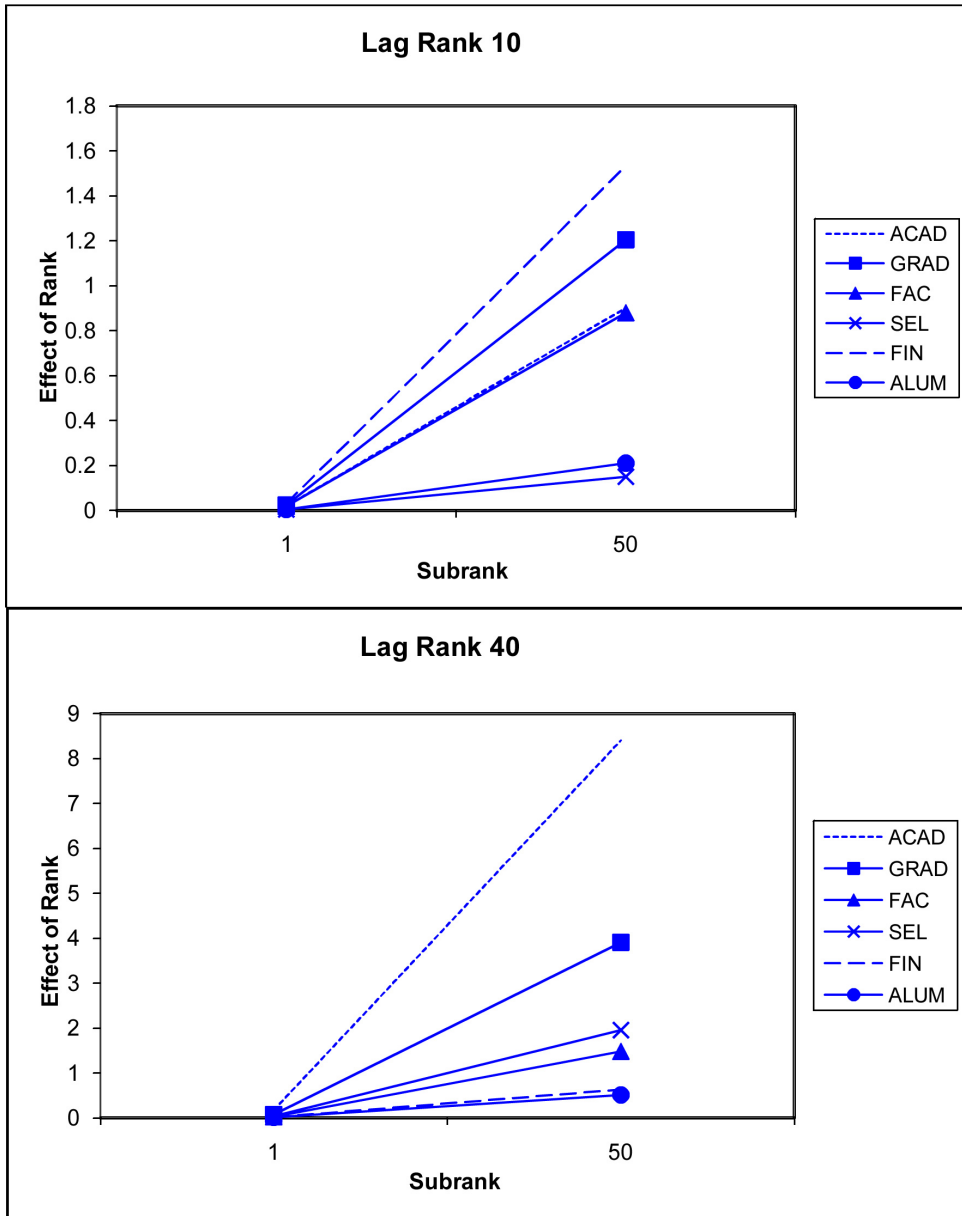 Lag Rank 10
1.8
1.6
1.4
1.2
1
0.8
0.6
0.4
0.2
0
Effect of Rank
1 50
Subrank
ACAD
GRAD
FAC
SEL
FIN
ALUM
Lag Rank 40
9
8
7
6
5
4
3
2
1
0
Effect of Rank
1 50
Subrank
ACAD
GRAD
FAC
SEL
FIN
ALUM